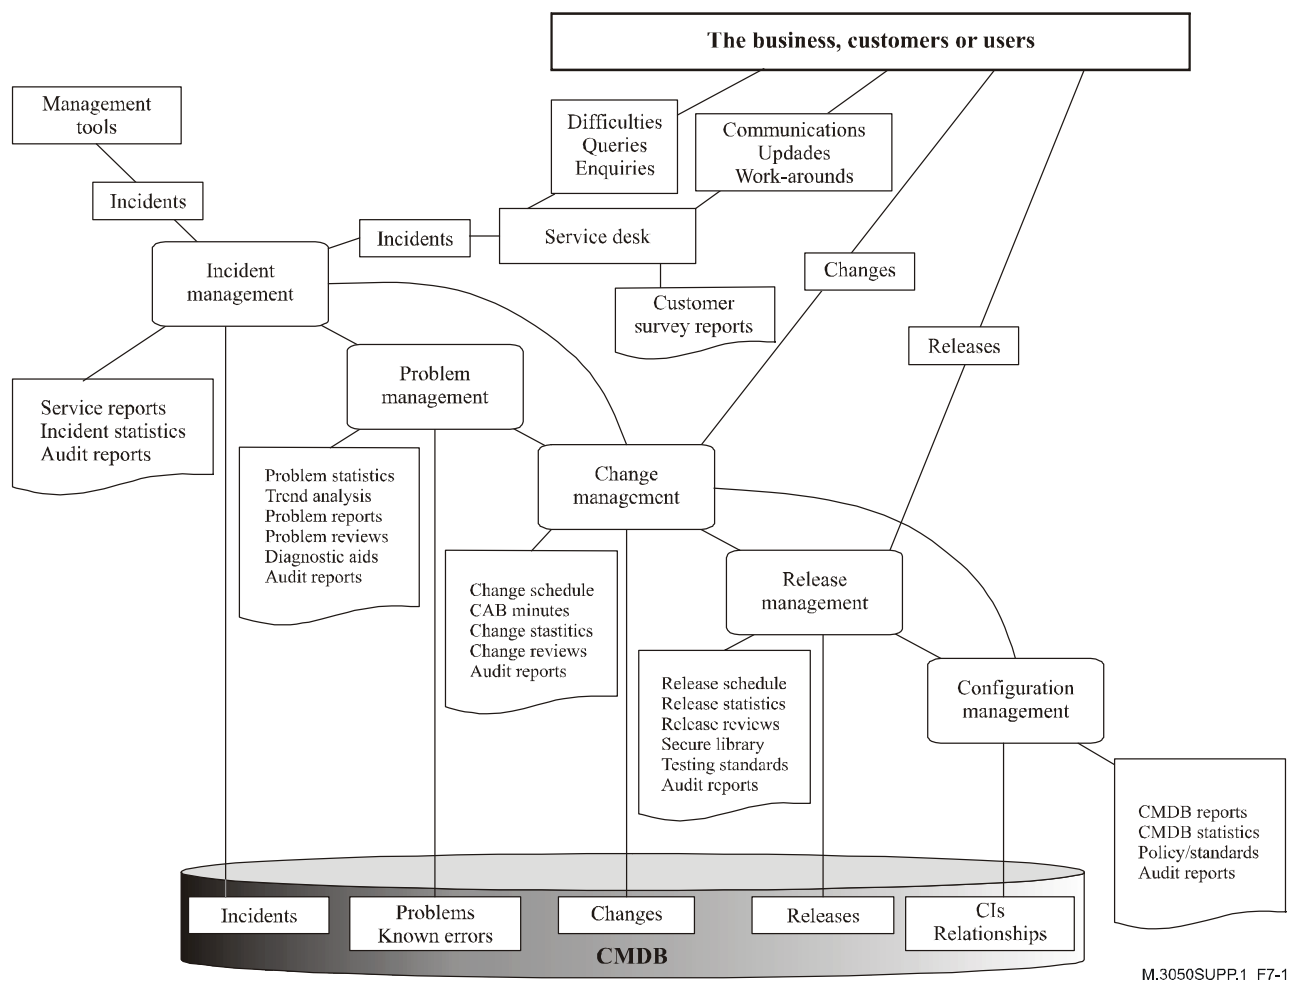 The business, customers or users
Management
tools
Difficulties
Queries
Enquiries
Communications
Updades
Work-arounds
Incidents
Incidents
Service desk
Incident
management
Changes
Customer
survey reports
Releases
Problem
management
Service reports
Incident statistics
Audit reports
Change
management
Problem statistics
Trend analysis
Problem reports
Problem reviews
Diagnostic aids
Audit reports
Release
management
Change schedule
CAB minutes
Change stastitics
Change reviews
Audit reports
Configuration
management
Release schedule
Release statistics
Release reviews
Secure library
Testing standards
Audit reports
CMDB reports
CMDB statistics
Policy/standards
Audit reports
Incidents
Problems
Known errors
Changes
Releases
CIs
Relationships
CMDB
M.3050SUPP.1 F7-1